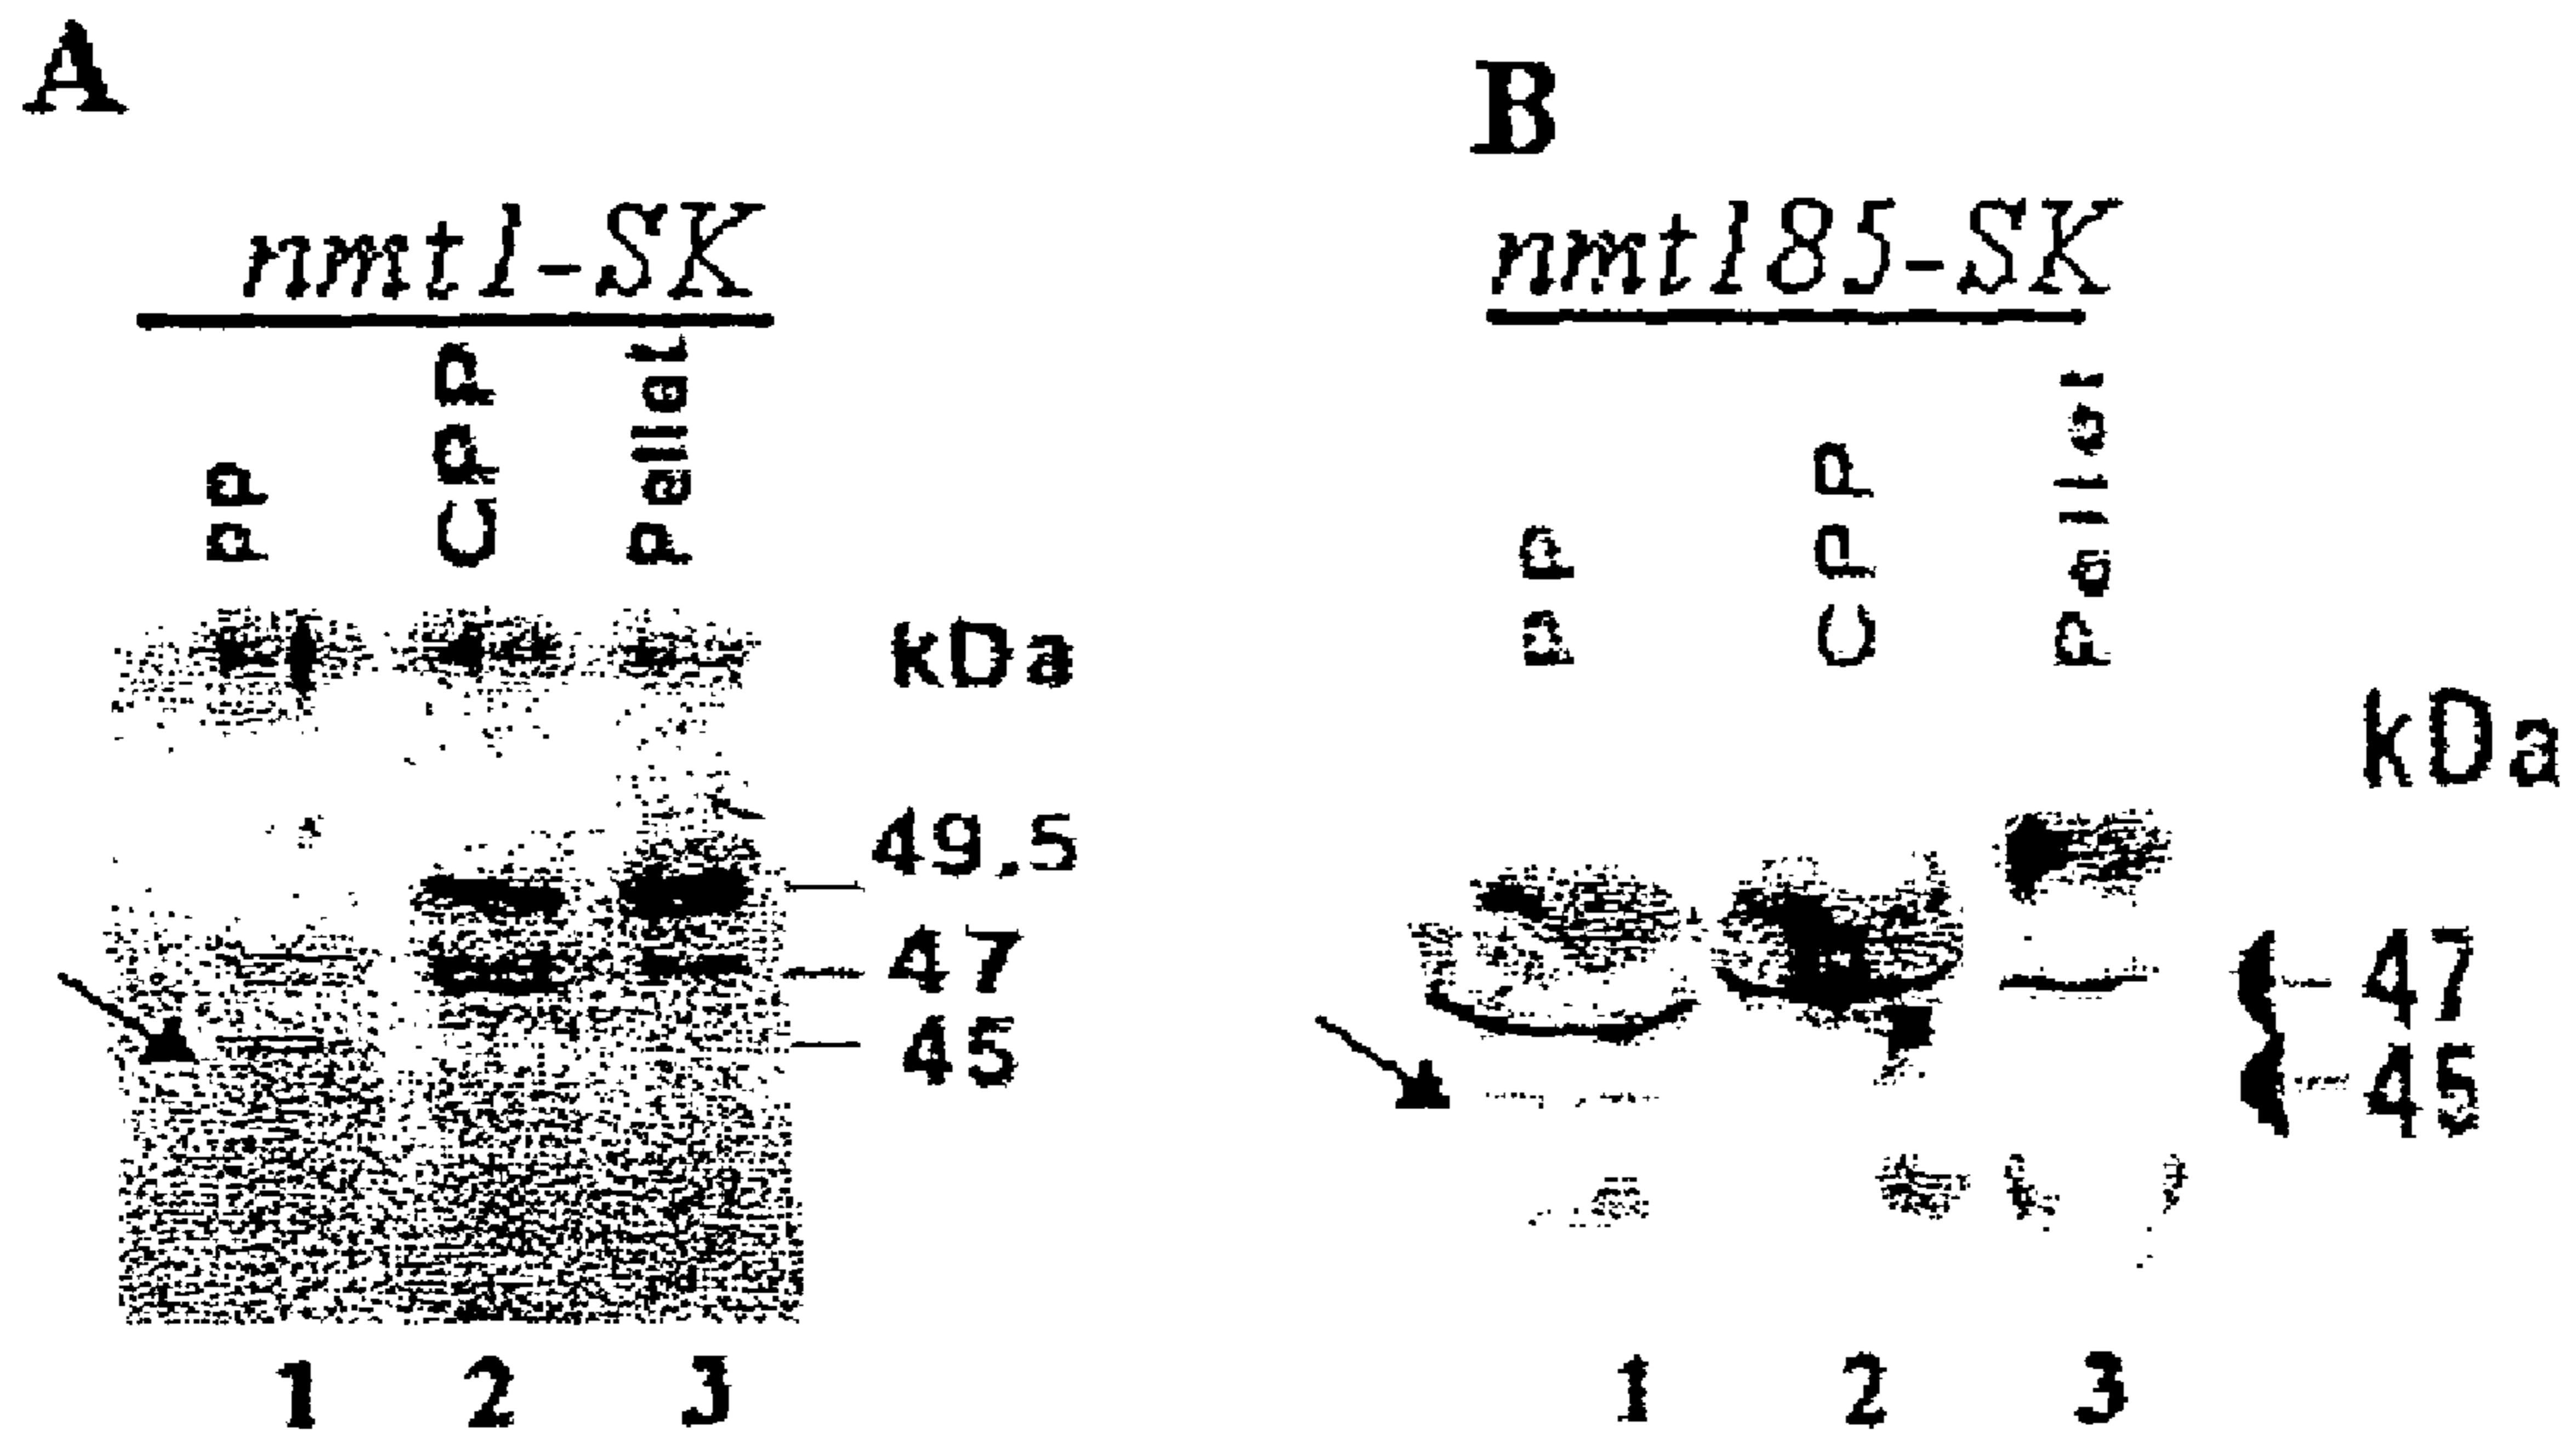 A
nmt1-SK
PP
CPP
Pellet
kDa
49.5
47
45
1 2 3
B
nmt185-SK
PP
CPP
Pellet
kDa
47
45
1 2 3